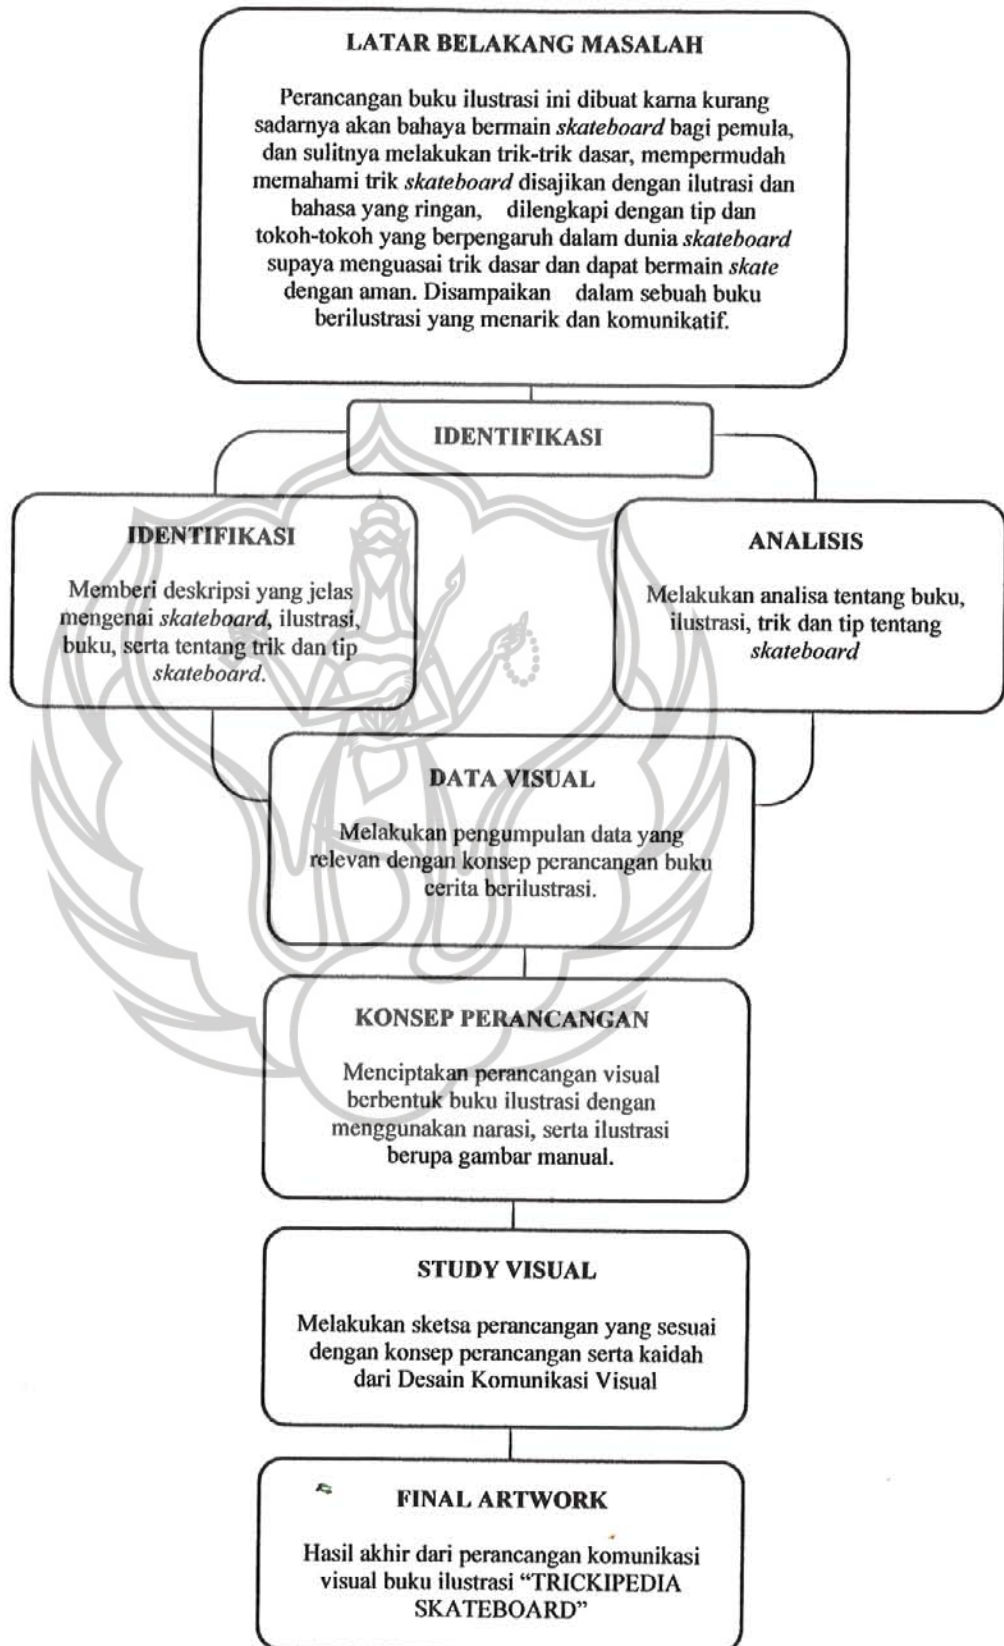 LATAR BELAKANG MASALAH
Perancangan buku ilustrasi ini dibuat karna kurang
sadarnya akan bahaya bermain skateboard bagi pemula,
dan sulitnya melakukan trik-trik dasar, mempermudah
memahami trik skateboard disajikan dengan ilutrasi dan
bahasa yang ringan, dilengkapi dengan tip dan
tokoh-tokoh yang berpengaruh dalam dunia skateboard
supaya menguasai trik dasar dan dapat bermain skate
dengan aman. Disampaikan dalam sebuah buku
berilustrasi yang menarik dan komunikatif.
IDENTIFIKASI
IDENTIFIKASI
Memberi deskripsi yang jelas
mengenai skateboard, ilustrasi,
buku, serta tentang trik dan tip
skateboard.
ANALISIS
Melakukan analisa tentang buku,
ilustrasi, trik dan tip tentang
skateboard
DATA VISUAL
Melakukan pengumpulan data yang
relevan dengan konsep perancangan buku
cerita berilustrasi.
KONSEP PERANCANGAN
Menciptakan perancangan visual
berbentuk buku ilustrasi dengan
menggunakan narasi, serta ilustrasi
berupa gambar manual.
STUDY VISUAL
Melakukan sketsa perancangan yang sesuai
dengan konsep perancangan serta kaidah
dari Desain Komunikasi Visual
FINAL ARTWORK
Hasil akhir dari perancangan komunikasi
visual buku ilustrasi “TRICKIPEDIA
SKATEBOARD”